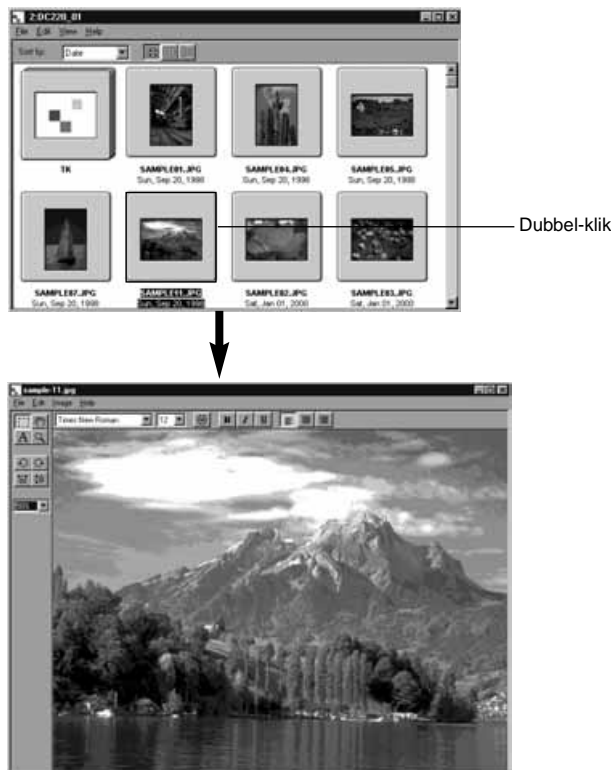 2:DC220_01
File Edit View Help
Sort by: Date
TK
SAMPLE01.JPG
Sun, Sep 20, 1998
SAMPLE04.JPG
Sun, Sep 20, 1998
SAMPLE05.JPG
Sun, Sep 20, 1998
Dubbel-klik
SAMPLE07.JPG
Sun, Sep 20, 1998
SAMPLE11.JPG
Sun, Sep 20, 1998
SAMPLE02.JPG
Sat, Jan 01, 2000
SAMPLE03.JPG
Sat, Jan 01, 2000
sample-11.jpg
File Edit Image Help
Times New Roman 12 B I U
A